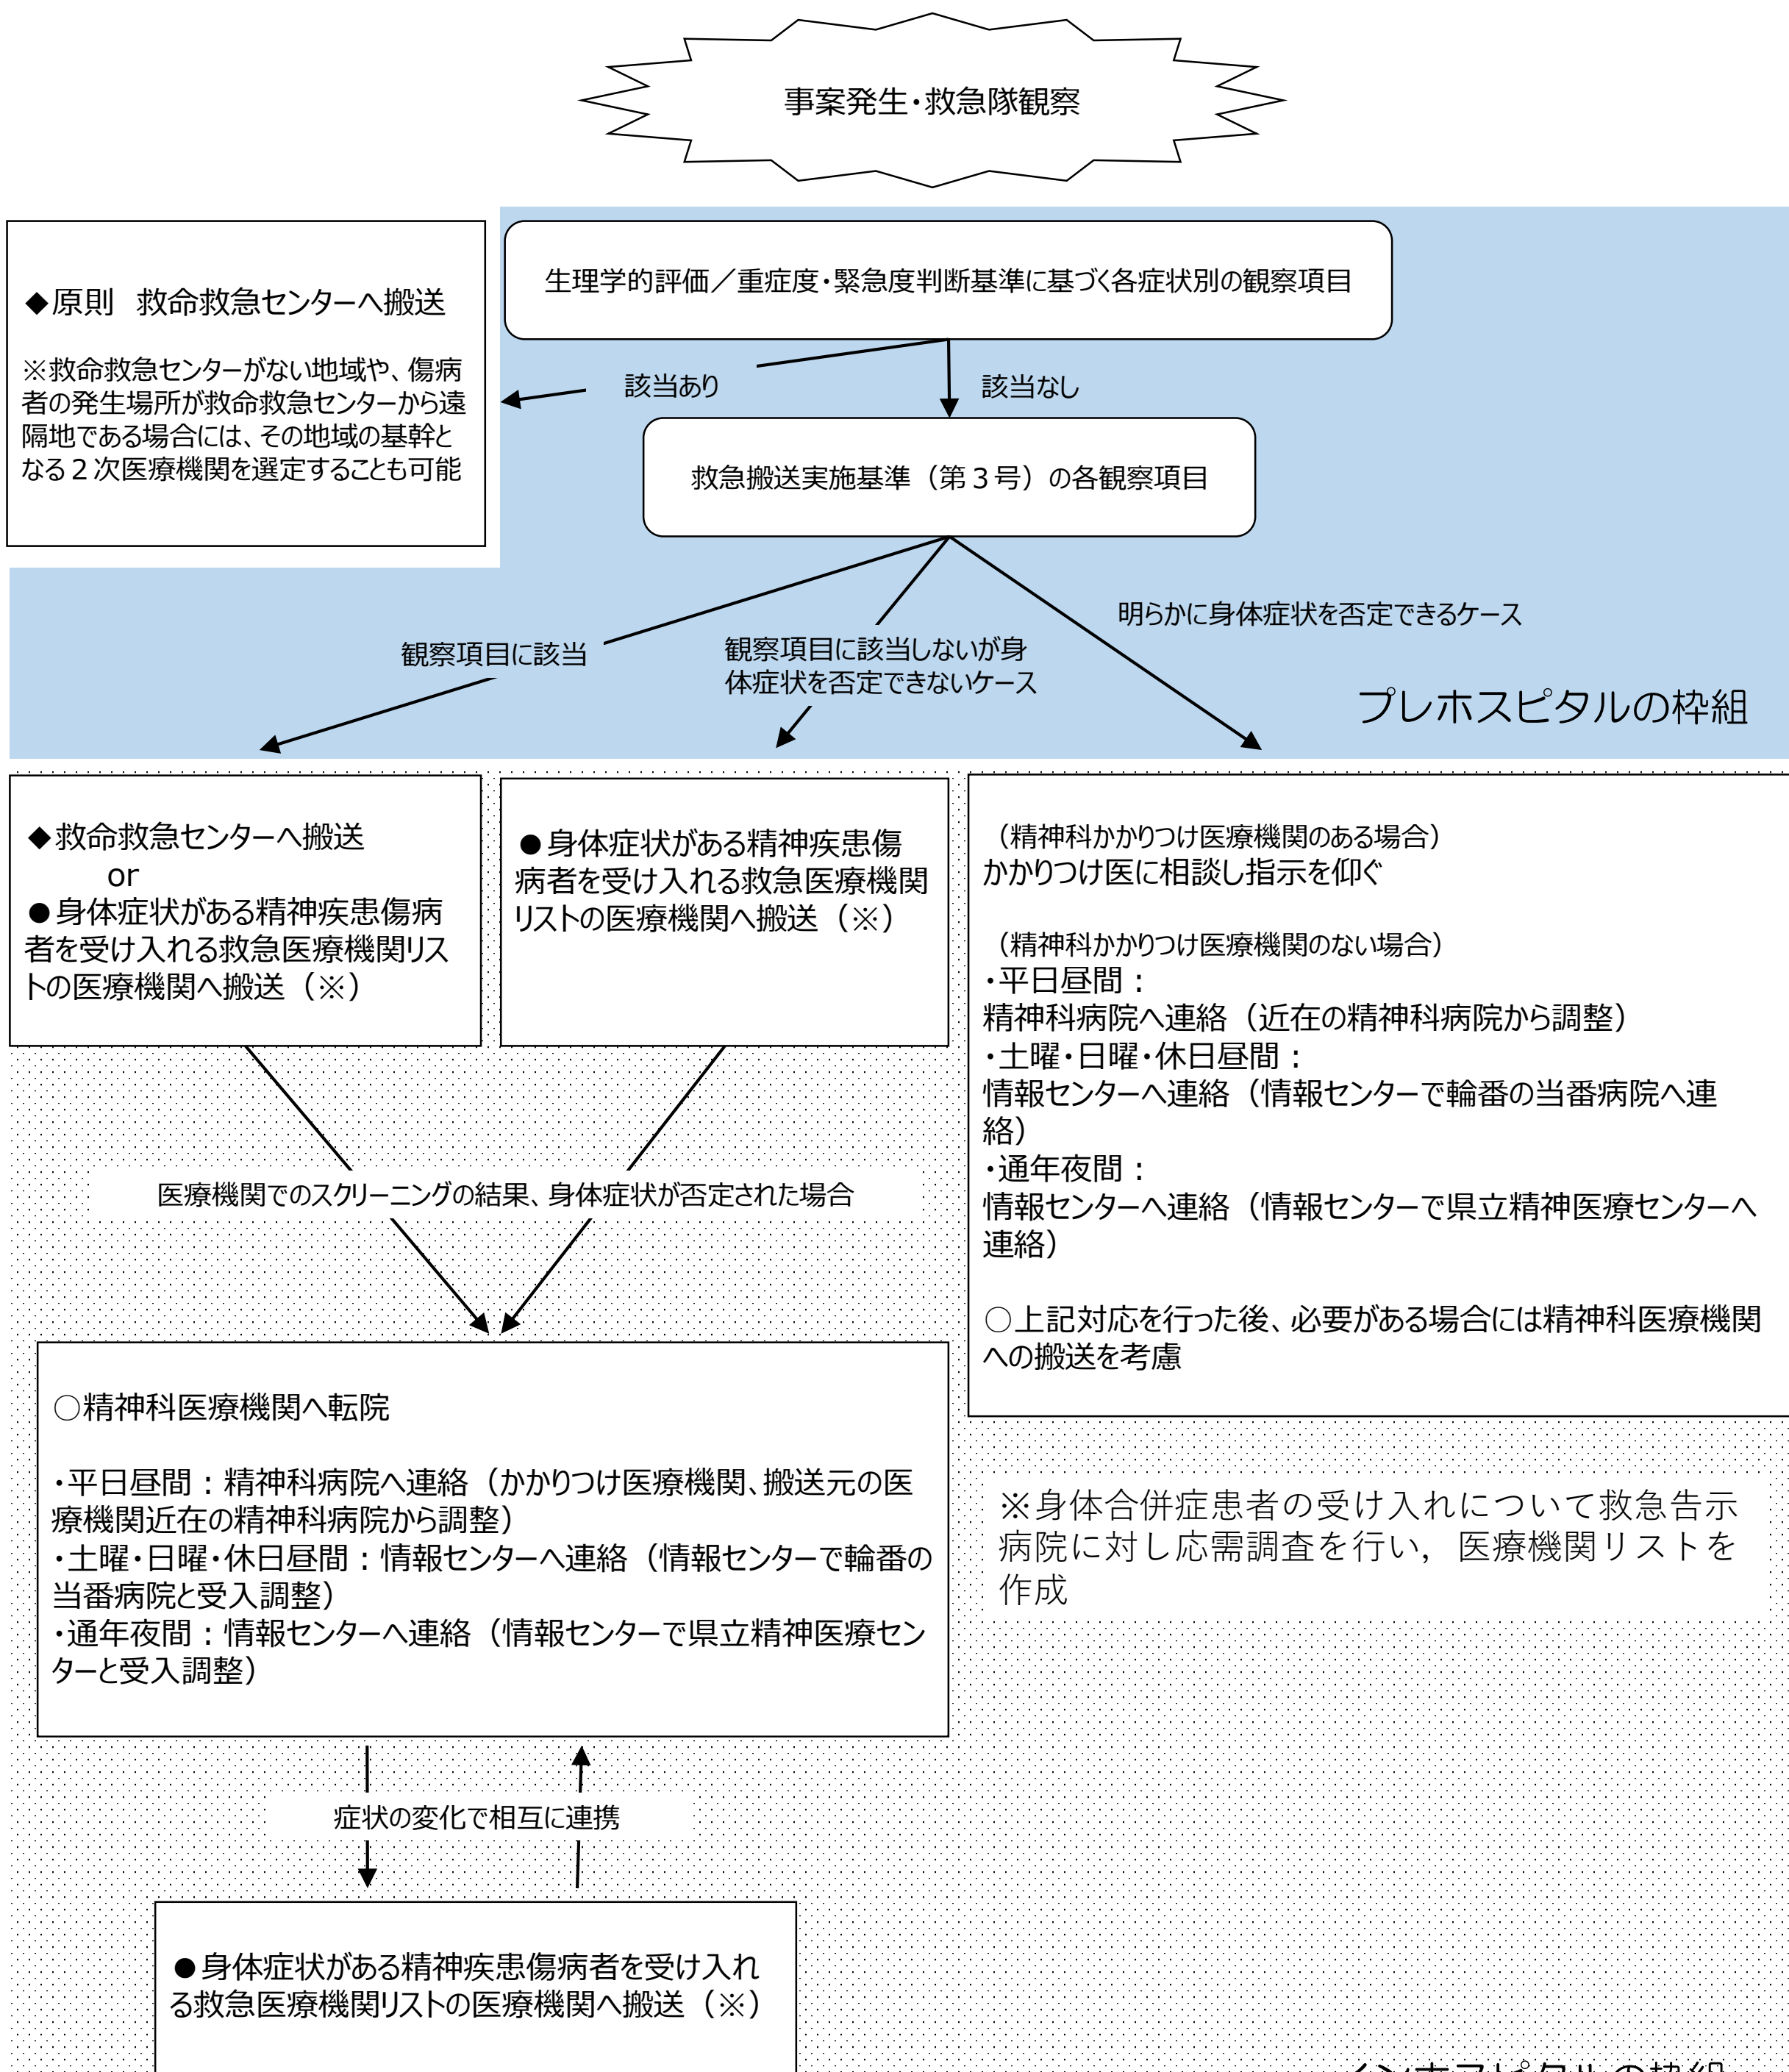 事案発生・救急隊観察
生理学的評価／重症度・緊急度判断基準に基づく各症状別の観察項目
◆原則　救命救急センターへ搬送
※救命救急センターがない地域や、傷病
者の発生場所が救命救急センターから遠
隔地である場合には、その地域の基幹と
なる２次医療機関を選定することも可能
該当あり
該当なし
救急搬送実施基準（第３号）の各観察項目
観察項目に該当
観察項目に該当しないが身
体症状を否定できないケース
明らかに身体症状を否定できるケース
プレホスピタルの枠組
◆救命救急センターへ搬送
or
●身体症状がある精神疾患傷病
者を受け入れる救急医療機関リス
トの医療機関へ搬送（※）
●身体症状がある精神疾患傷
病者を受け入れる救急医療機関
リストの医療機関へ搬送（※）
（精神科かかりつけ医療機関のある場合）
かかりつけ医に相談し指示を仰ぐ
（精神科かかりつけ医療機関のない場合）
・平日昼間：
精神科病院へ連絡（近在の精神科病院から調整）
・土曜・日曜・休日昼間：
情報センターへ連絡（情報センターで輪番の当番病院へ連
絡）
・通年夜間：
情報センターへ連絡（情報センターで県立精神医療センターへ
連絡）
○上記対応を行った後、必要がある場合には精神科医療機関
への搬送を考慮
医療機関でのスクリーニングの結果、身体症状が否定された場合
○精神科医療機関へ転院
・平日昼間：精神科病院へ連絡（かかりつけ医療機関、搬送元の医
療機関近在の精神科病院から調整）
・土曜・日曜・休日昼間：情報センターへ連絡（情報センターで輪番の
当番病院と受入調整）
・通年夜間：情報センターへ連絡（情報センターで県立精神医療セン
ターと受入調整）
※身体合併症患者の受け入れについて救急告示
病院に対し応需調査を行い，医療機関リストを
作成
症状の変化で相互に連携
●身体症状がある精神疾患傷病者を受け入れ
る救急医療機関リストの医療機関へ搬送（※）
インホスピタルの枠組